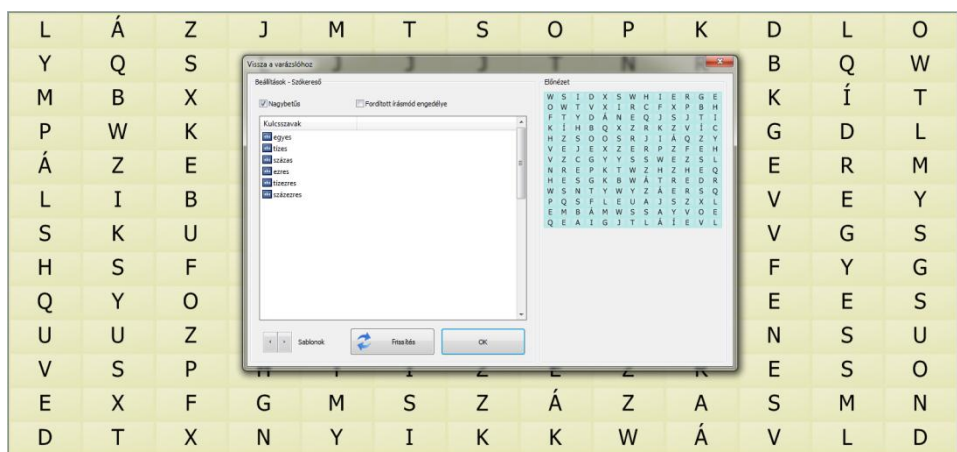 L Á Z J M T S O P K D L O
Y Q S J J J T N B Q W
M B X K Í T
P W K G D L
Á Z E E R M
L I B V E Y
S K U V G S
H S F F Y G
Q Y O E E S
U U Z N S U
V S P E S O
E X F G M S Z Á Z A S M N
D T X N Y I K K W Á V L D
Vissza a varázslóhoz
Beállítások - Szókereső
Nagybetűs
Fordított írásmód engedélye
Kulcsszavak
egyes
tízes
százas
ezres
tízezres
százezres
Sablonok
Frissítés
OK
Előnézet
W S I D X S W H I E R G E
O W T V X I R C F X P B H
F T Y D Á N E Q J S J T I
K Í H B Q X Z R K Z V Í C
H Z S O O S R J I Á Q Z Y
V E J E X Z E R P Z F E H
V Z C G Y Y S S W E Z S L
N R E P K T W Z H Z H E Q
H E S G K B W Á T R E D R
W S N T Y W Y Z Á E R S Q
P Q S F L E U A J S Z X L
E M B Á M W S S A Y V O E
Q E A I G J T L Á Í E V L